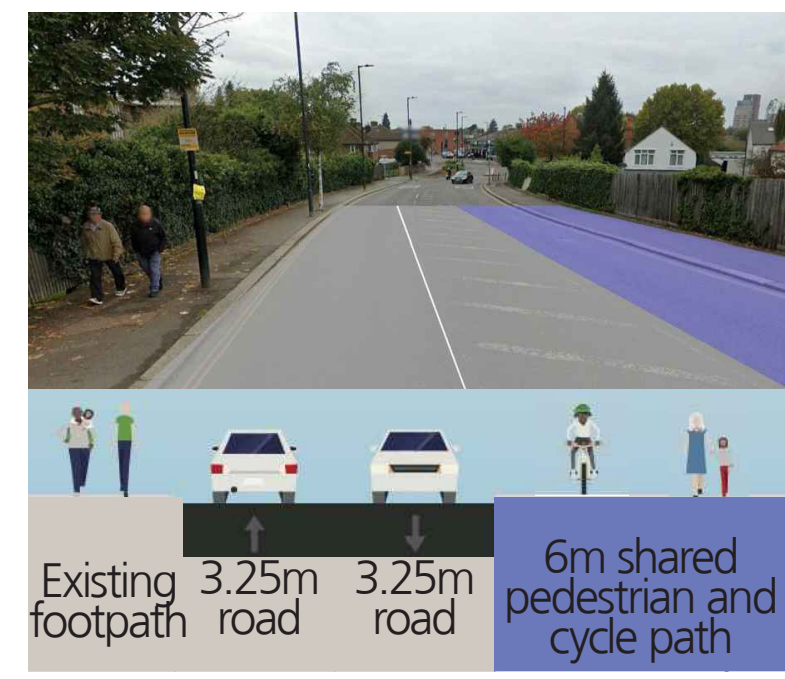 Existing
footpath
3.25m
road
3.25m
road
6m shared
pedestrian and
cycle path